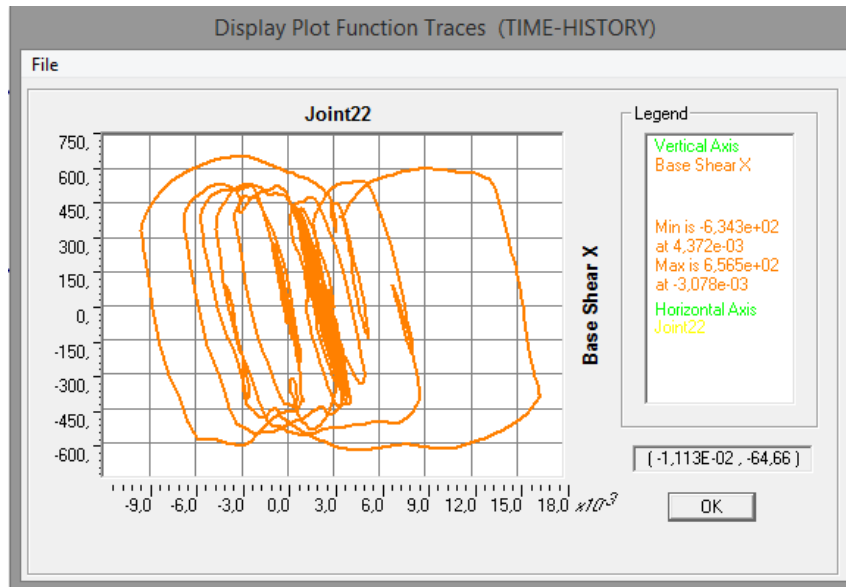 Display Plot Function Traces (TIME-HISTORY)
File
Joint22
750,
600,
450,
300,
150,
0,
-150,
-300,
-450,
-600,
-9,0 -6,0 -3,0 0,0 3,0 6,0 9,0 12,0 15,0 18,0 x10 -3
Base Shear X
Legend
Vertical Axis
Base Shear X
Min is -6,343e+02
at 4,372e-03
Max is 6,565e+02
at -3,078e-03
Horizontal Axis
Joint22
( -1,113E-02 , -64,66 )
OK